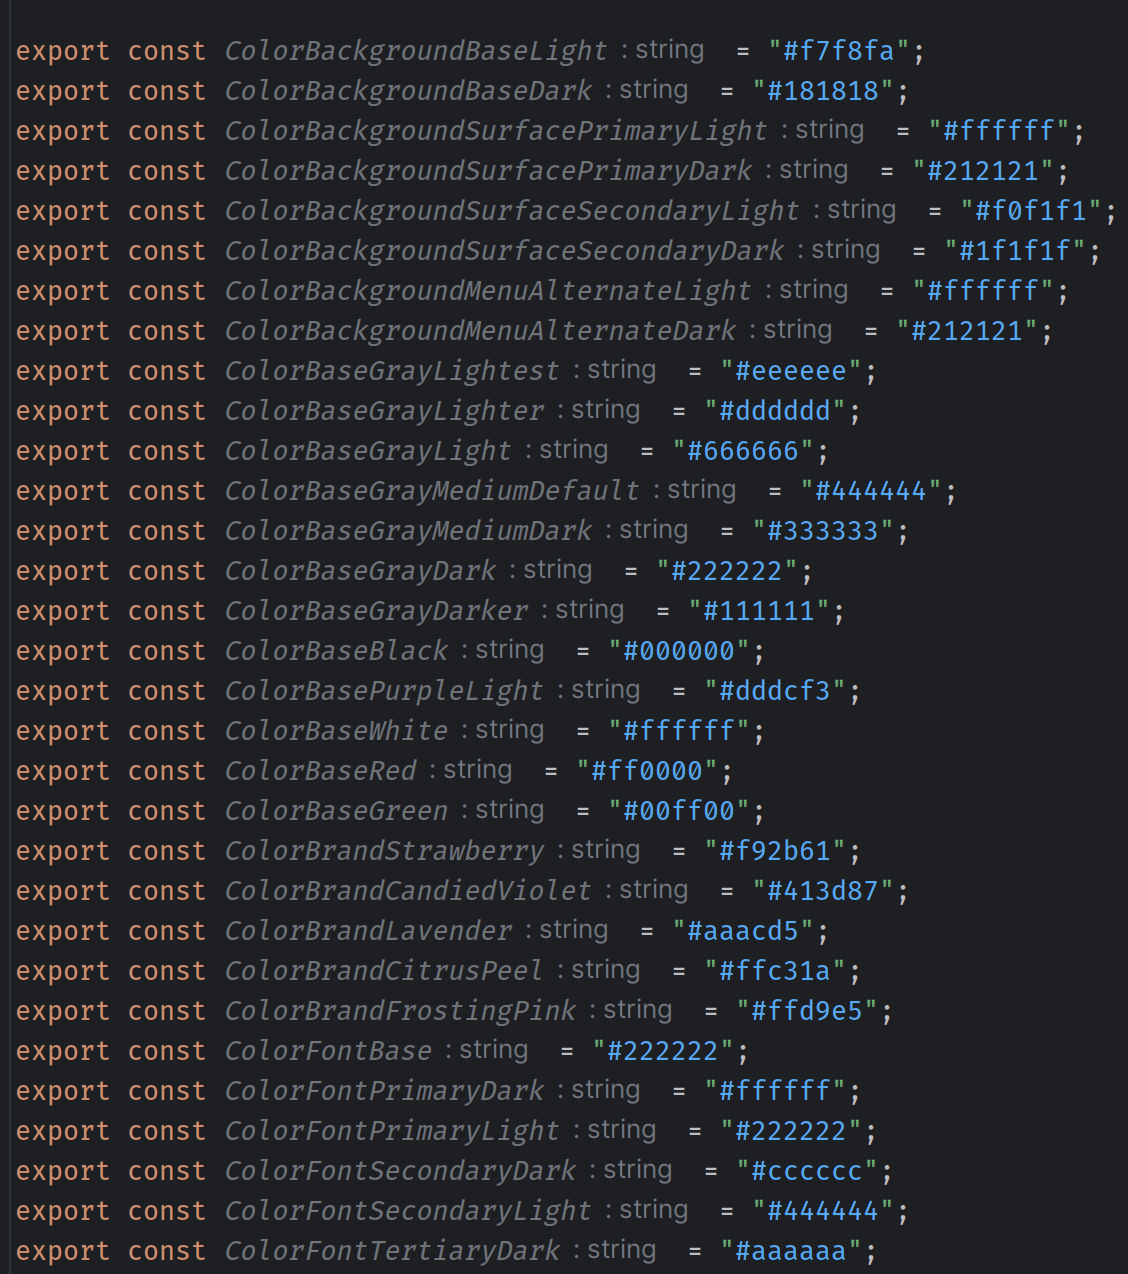 export const ColorBackgroundBaseLight : string = "#f7f8fa";
export const ColorBackgroundBaseDark : string = "#181818";
export const ColorBackgroundSurfacePrimaryLight : string = "#ffffff";
export const ColorBackgroundSurfacePrimaryDark : string = "#212121";
export const ColorBackgroundSurfaceSecondaryLight : string = "#f0f1f1";
export const ColorBackgroundSurfaceSecondaryDark : string = "#1f1f1f";
export const ColorBackgroundMenuAlternateLight : string = "#ffffff";
export const ColorBackgroundMenuAlternateDark : string = "#212121";
export const ColorBaseGrayLightest : string = "#eeeeee";
export const ColorBaseGrayLighter : string = "#dddddd";
export const ColorBaseGrayLight : string = "#666666";
export const ColorBaseGrayMediumDefault : string = "#444444";
export const ColorBaseGrayMediumDark : string = "#333333";
export const ColorBaseGrayDark : string = "#222222";
export const ColorBaseGrayDarker : string = "#111111";
export const ColorBaseBlack : string = "#000000";
export const ColorBasePurpleLight : string = "#dddcf3";
export const ColorBaseWhite : string = "#ffffff";
export const ColorBaseRed : string = "#ff0000";
export const ColorBaseGreen : string = "#00ff00";
export const ColorBrandStrawberry : string = "#f92b61";
export const ColorBrandCandiedViolet : string = "#413d87";
export const ColorBrandLavender : string = "#aaacd5";
export const ColorBrandCitrusPeel : string = "#ffc31a";
export const ColorBrandFrostingPink : string = "#ffd9e5";
export const ColorFontBase : string = "#222222";
export const ColorFontPrimaryDark : string = "#ffffff";
export const ColorFontPrimaryLight : string = "#222222";
export const ColorFontSecondaryDark : string = "#cccccc";
export const ColorFontSecondaryLight : string = "#444444";
export const ColorFontTertiaryDark : string = "#aaaaaa";